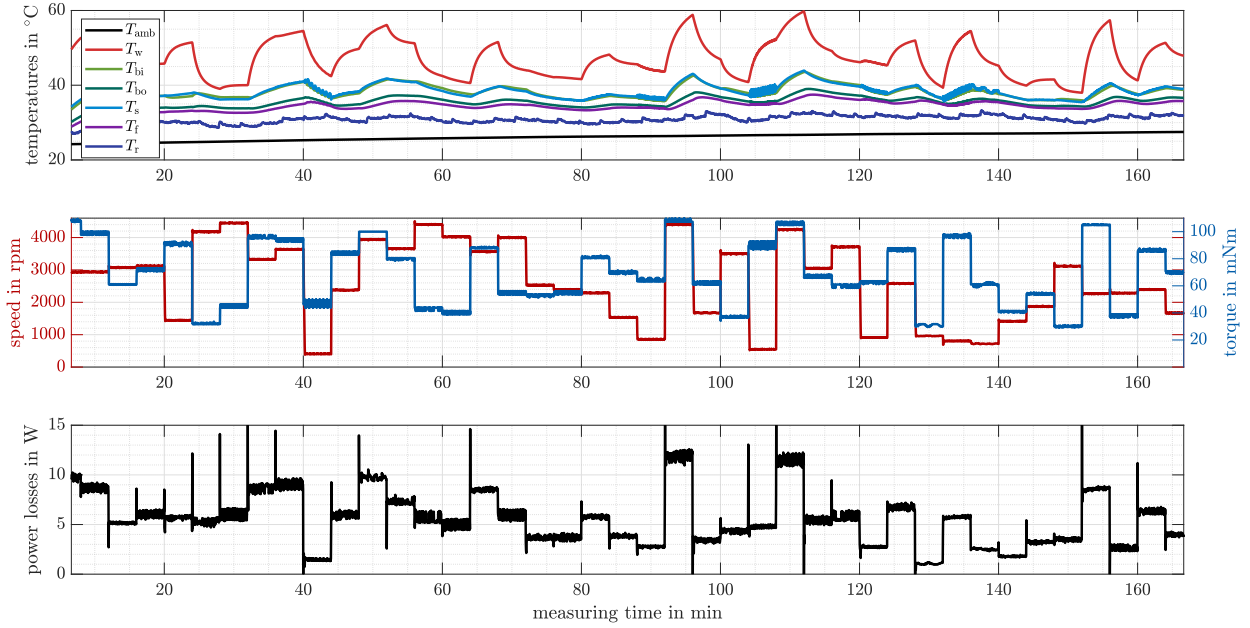 temperatures in °C
60
40
20
T_amb
T_w
T_bi
T_bo
T_s
T_f
T_r
20 40 60 80 100 120 140 160
speed in rpm
4000
3000
2000
1000
0
torque in mNm
100
80
60
40
20
20 40 60 80 100 120 140 160
power losses in W
15
10
5
0
20 40 60 80 100 120 140 160
measuring time in min